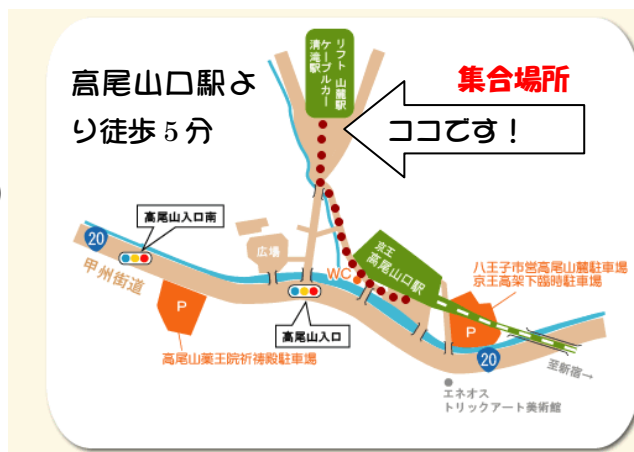 高尾山口駅よ
り徒歩5分
リフト 山麓駅
ケーブルカー
清滝駅
集合場所
ココです！
高尾山入口南
20
甲州街道
広場
WC
京王
高尾山口駅
八王子市営高尾山麓駐車場
京王高架下臨時駐車場
P
P
高尾山入口
高尾山薬王院祈祷殿駐車場
20
至新宿→
エネオス
トリックアート美術館